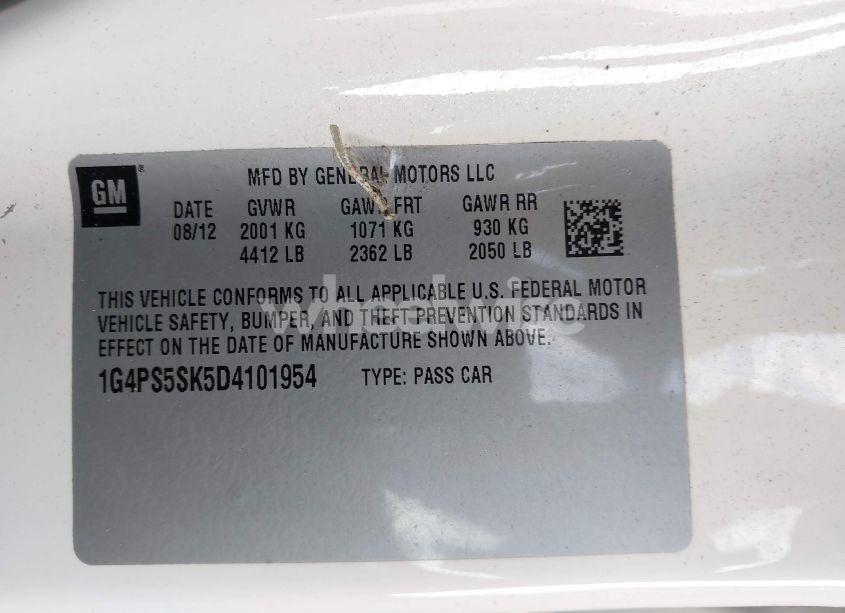 GM
MFD BY GENERAL MOTORS LLC
DATE GVWR GAWR FRT GAWR RR
08/12 2001 KG 1071 KG 930 KG
4412 LB 2362 LB 2050 LB
THIS VEHICLE CONFORMS TO ALL APPLICABLE U.S. FEDERAL MOTOR
VEHICLE SAFETY, BUMPER, AND THEFT PREVENTION STANDARDS IN
EFFECT ON THE DATE OF MANUFACTURE SHOWN ABOVE.
wheelwire
1G4PS5SK5D4101954 TYPE: PASS CAR